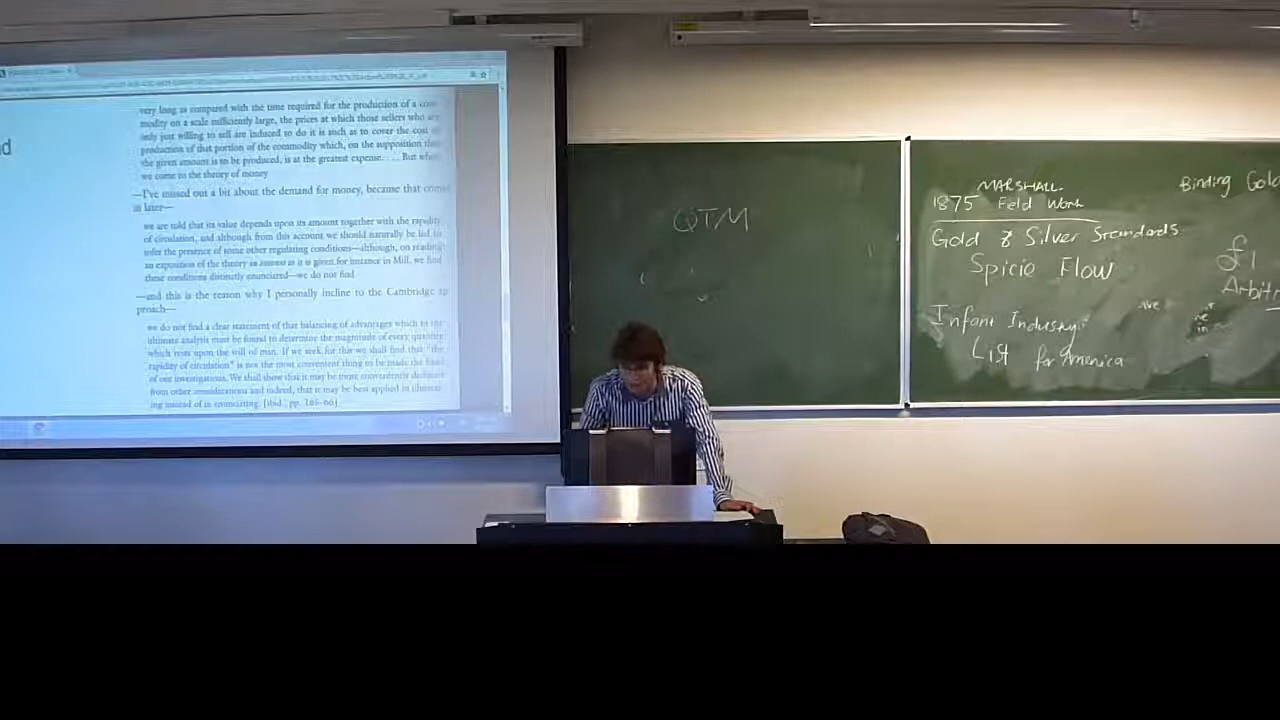 very long as compared with the time required for the production of a com-
modity on a scale sufficiently large, the prices at which those sellers who are
only just willing to sell are induced to do it is such as to cover the cost of
production of that portion of the commodity which, on the supposition that
the given amount is to be produced, is at the greatest expense. . . . But when
we come to the theory of money
—I've missed out a bit about the demand for money, because that comes
in later—
we are told that its value depends upon its amount together with the rapidity
of circulation, and although from this account we should naturally be led to
infer the presence of some other regulating conditions—although, on reading
an exposition of the theory as it is given for instance in Mill, we find
these conditions distinctly enunciated—we do not find
—and this is the reason why I personally incline to the Cambridge ap
proach—
we do not find a clear statement of that balancing of advantages which in the
ultimate analysis must be found to determine the magnitude of every quantity
which rests upon the will of man. If we seek for this we shall find that "the
rapidity of circulation" is not the most convenient thing to be made the basis
of our investigations. We shall show that it may be more conveniently deduced
from other considerations and indeed, that it may be best applied in
ing instead of in enunciating. [ibid., pp. 165–66]
d
QTM
MARSHALL
1875 Field Work
Gold & Silver Standards
Spicie Flow
Infant Industry
List for America
Binding Gold
£1
Arbitr